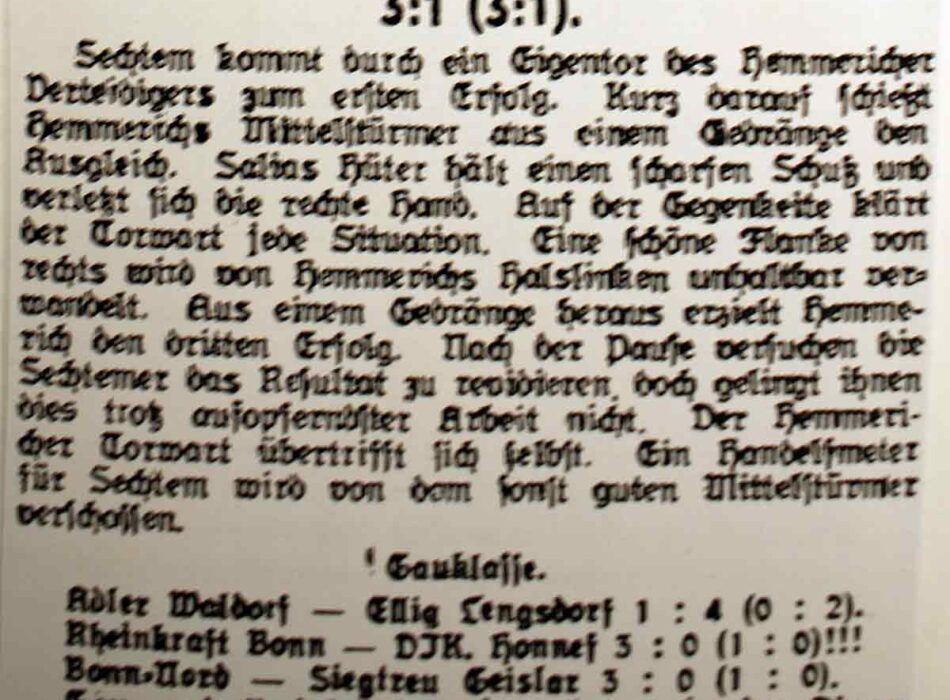 3:1 (3:1).
Sechtem kommt durch ein Eigentor des Hemmericher
Verteidigers zum ersten Erfolg. Kurz darauf schießt
Hemmerichs Mittelstürmer aus einem Gedränge den
Ausgleich. Salias Hüter hält einen scharfen Schuß und
verletzt sich die rechte Hand. Auf der Gegenseite klärt
der Torwart jede Situation. Eine schöne Flanke von
rechts wird von Hemmerichs Halslinken unhaltbar ver-
wandelt. Aus einem Gedränge heraus erzielt Hemme-
rich den dritten Erfolg. Nach der Pause versuchen die
Sechtemer das Resultat zu revidieren, doch gelingt ihnen
dies trotz aufopferndster Arbeit nicht. Der Hemmeri-
cher Torwart übertrifft sich selbst. Ein Handelfmeter
für Sechtem wird von dem sonst guten Mittelstürmer
verschossen.
Gauklasse.
Adler Waldorf — Ellig Lengsdorf 1 : 4 (0 : 2).
Rheinkraft Bonn — DJK. Honnef 3 : 0 (1 : 0)!!!
Bonn-Nord — Siegtreu Geislar 3 : 0 (1 : 0).